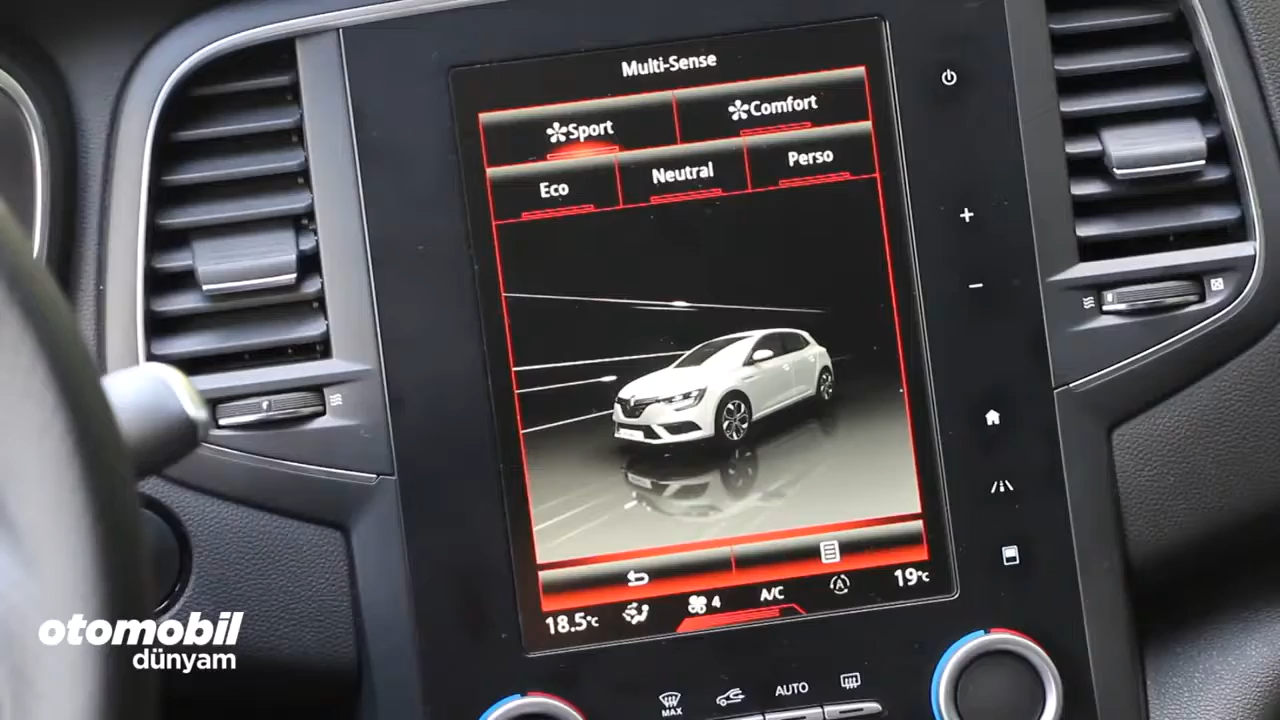 Multi-Sense
Sport
Comfort
Eco
Neutral
Perso
18.5°C
4
A/C
A
19°C
MAX
AUTO
otomobil
dünyam